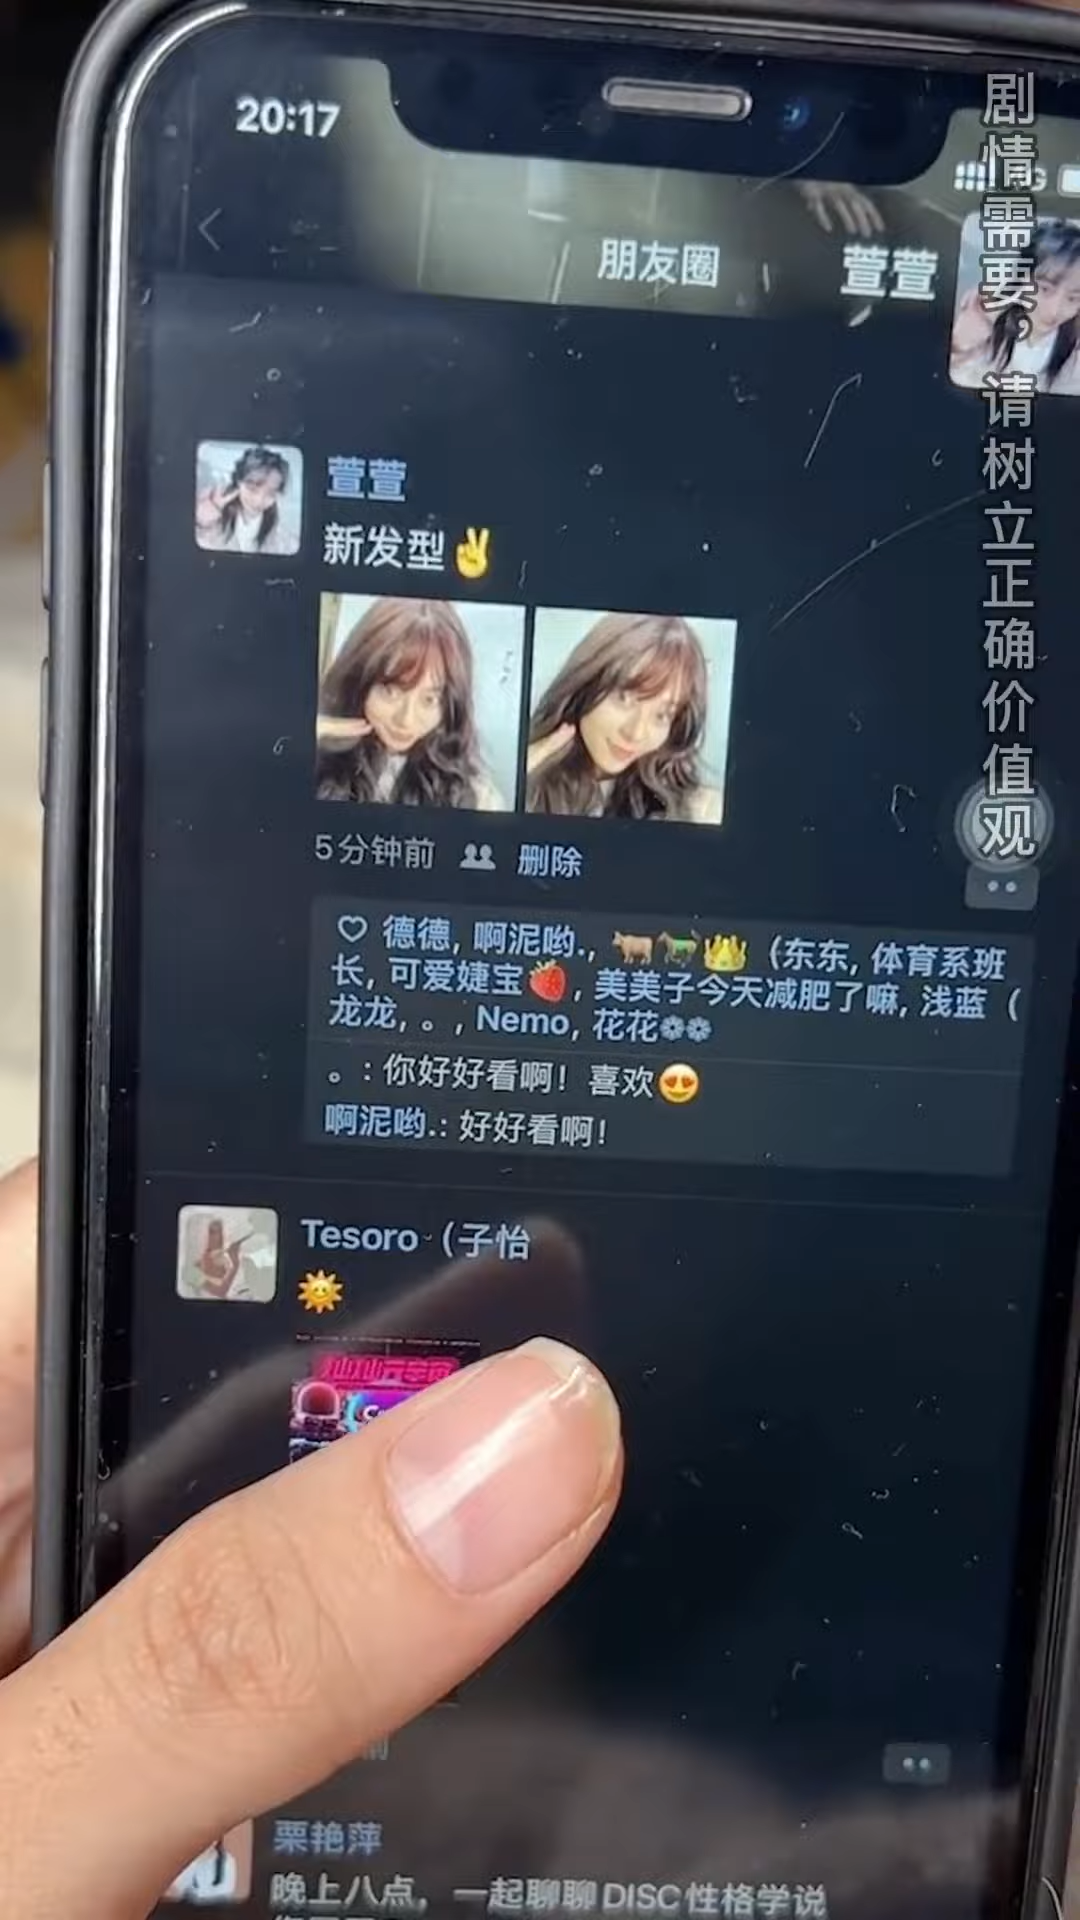 20:17
朋友圈
萱萱
剧情需要，请树立正确价值观
萱萱
新发型✌️
5分钟前 删除
♡ 德德, 啊泥哟., 🐂🐎👑 (东东, 体育系班
长, 可爱婕宝🍓, 美美子今天减肥了嘛, 浅蓝 (
龙龙, 。, Nemo, 花花❁❁
。: 你好好看啊！喜欢😍
啊泥哟.: 好好看啊！
Tesoro (子怡
🌞
前
栗艳萍
晚上八点，一起聊聊DISC性格学说